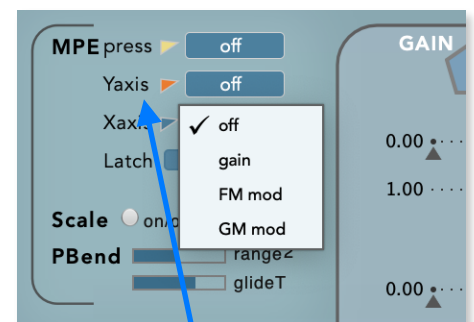 MPE press off
GAIN
Yaxis off
Xaxis
✓ off
0.00
Latch
gain
1.00
FM mod
Scale on/o
GM mod
PBend range2
glideT
0.00